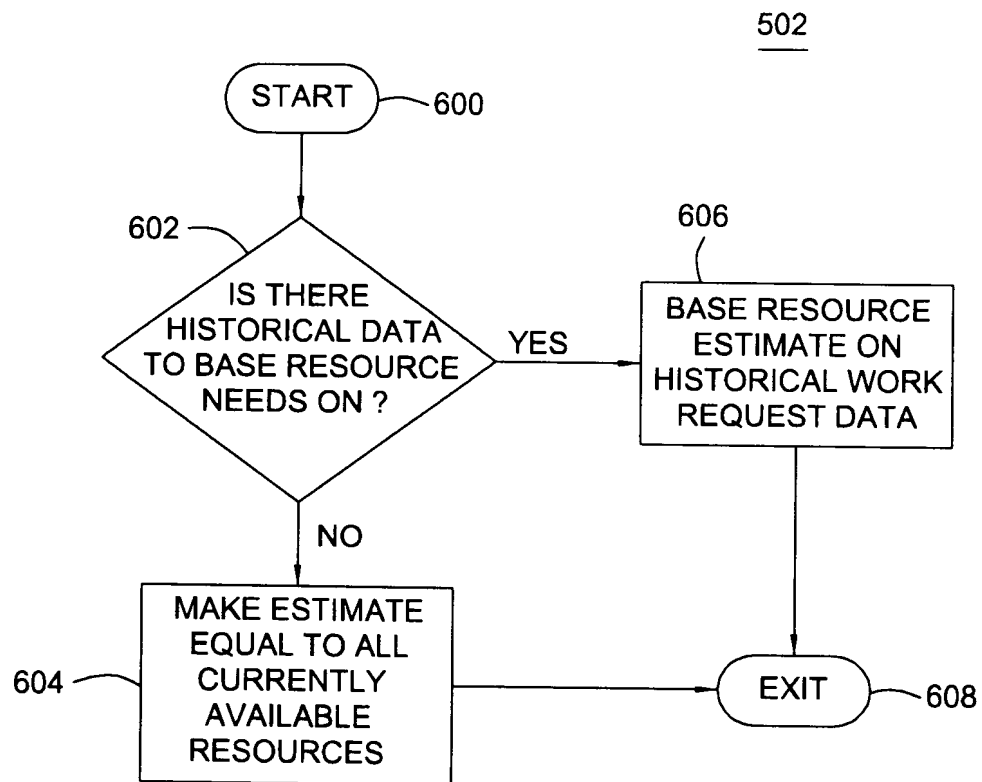 502
START
600
602
IS THERE
HISTORICAL DATA
TO BASE RESOURCE
NEEDS ON ?
YES
606
BASE RESOURCE
ESTIMATE ON
HISTORICAL WORK
REQUEST DATA
NO
604
MAKE ESTIMATE
EQUAL TO ALL
CURRENTLY
AVAILABLE
RESOURCES
EXIT
608